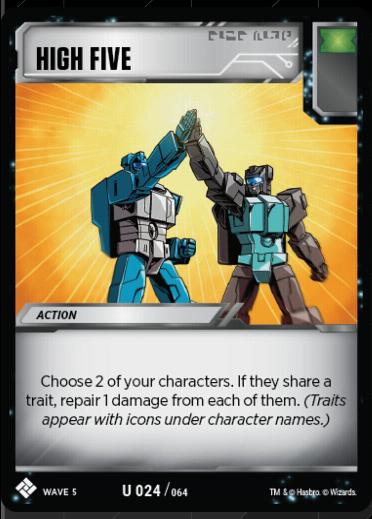 HIGH FIVE
ACTION
Choose 2 of your characters. If they share a
trait, repair 1 damage from each of them. (Traits
appear with icons under character names.)
WAVE 5 U 024/064 TM & © Hasbro. © Wizards.